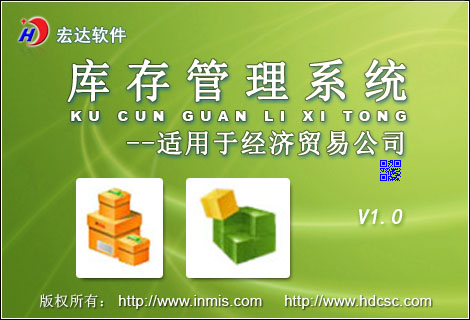 宏达软件
库存管理系统
KU CUN GUAN LI XI TONG
--适用于经济贸易公司
V1.0
版权所有： http://www.inmis.com http://www.hdcsc.com